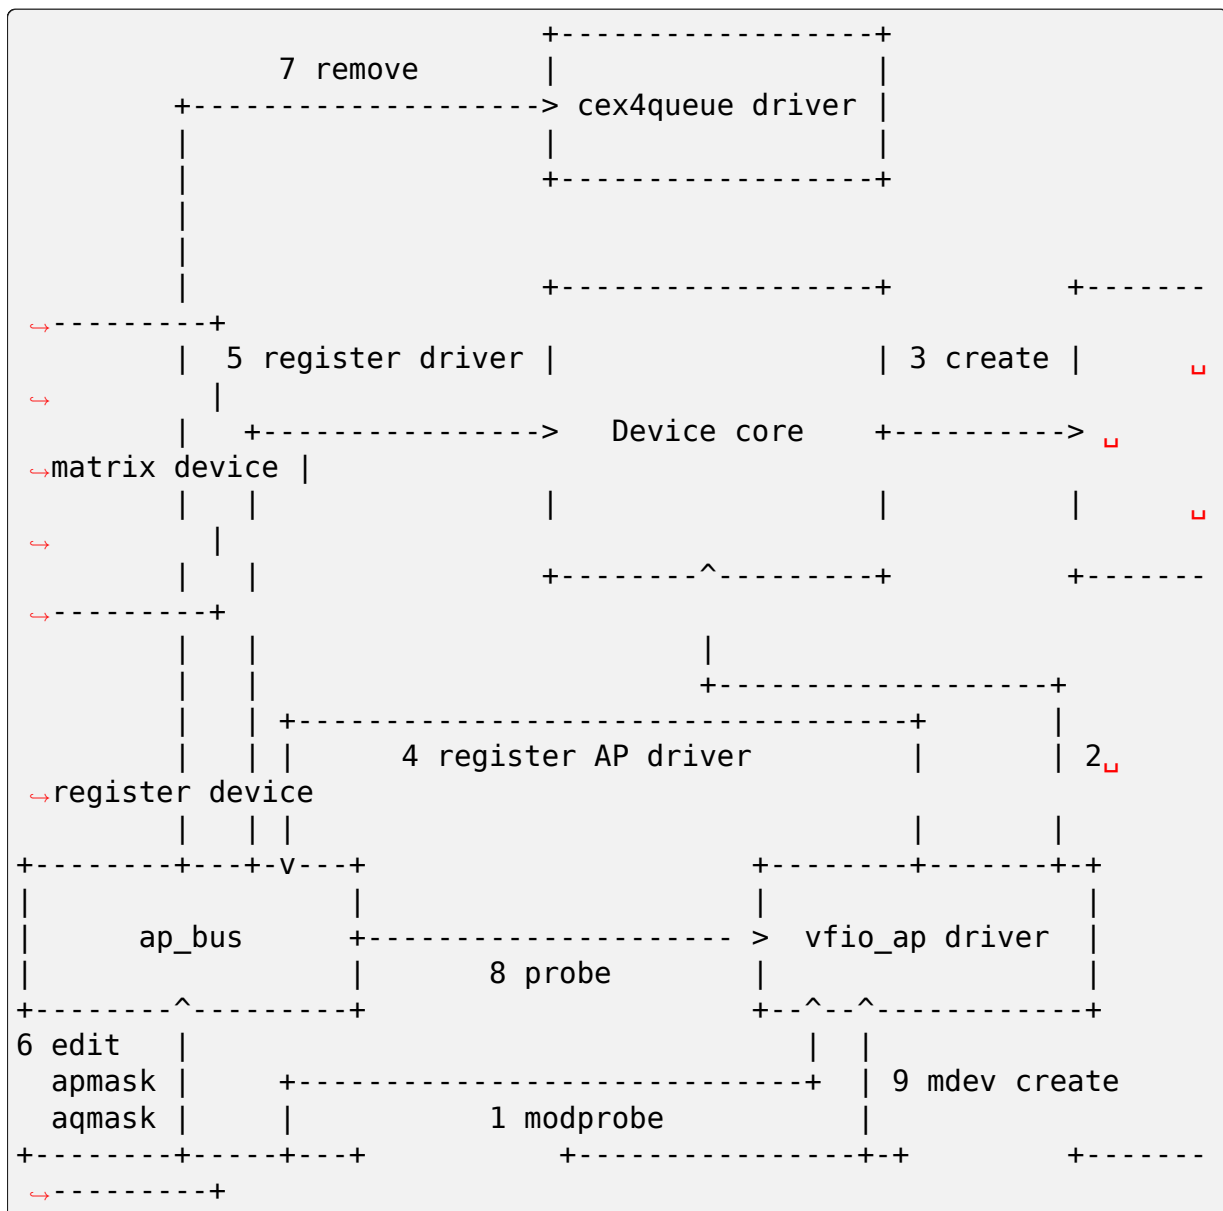 +------------------+
               7 remove       |                  |
         +--------------------> cex4queue driver |
         |                    |                  |
         |                    +------------------+
         |
         |
         |                    +------------------+          +-------
↪---------+
         |  5 register driver |                  | 3 create |      ␣
↪         |
         |   +---------------->   Device core    +----------> ␣
↪matrix device |
         |   |                |                  |          |      ␣
↪         |
         |   |                +--------^---------+          +-------
↪---------+
         |   |                         |
         |   |                         +-------------------+
         |   | +-----------------------------------+       |
         |   | |      4 register AP driver         |       | 2␣
↪register device
         |   | |                                   |       |
+--------+---+-v---+                      +--------+-------+-+
|                  |                      |                  |
|      ap_bus      +--------------------- >  vfio_ap driver  |
|                  |       8 probe        |                  |
+--------^---------+                      +--^--^------------+
6 edit   |                                   |  |
  apmask |     +-----------------------------+  | 9 mdev create
  aqmask |     |           1 modprobe           |
+--------+-----+---+           +----------------+-+         +-------
↪---------+